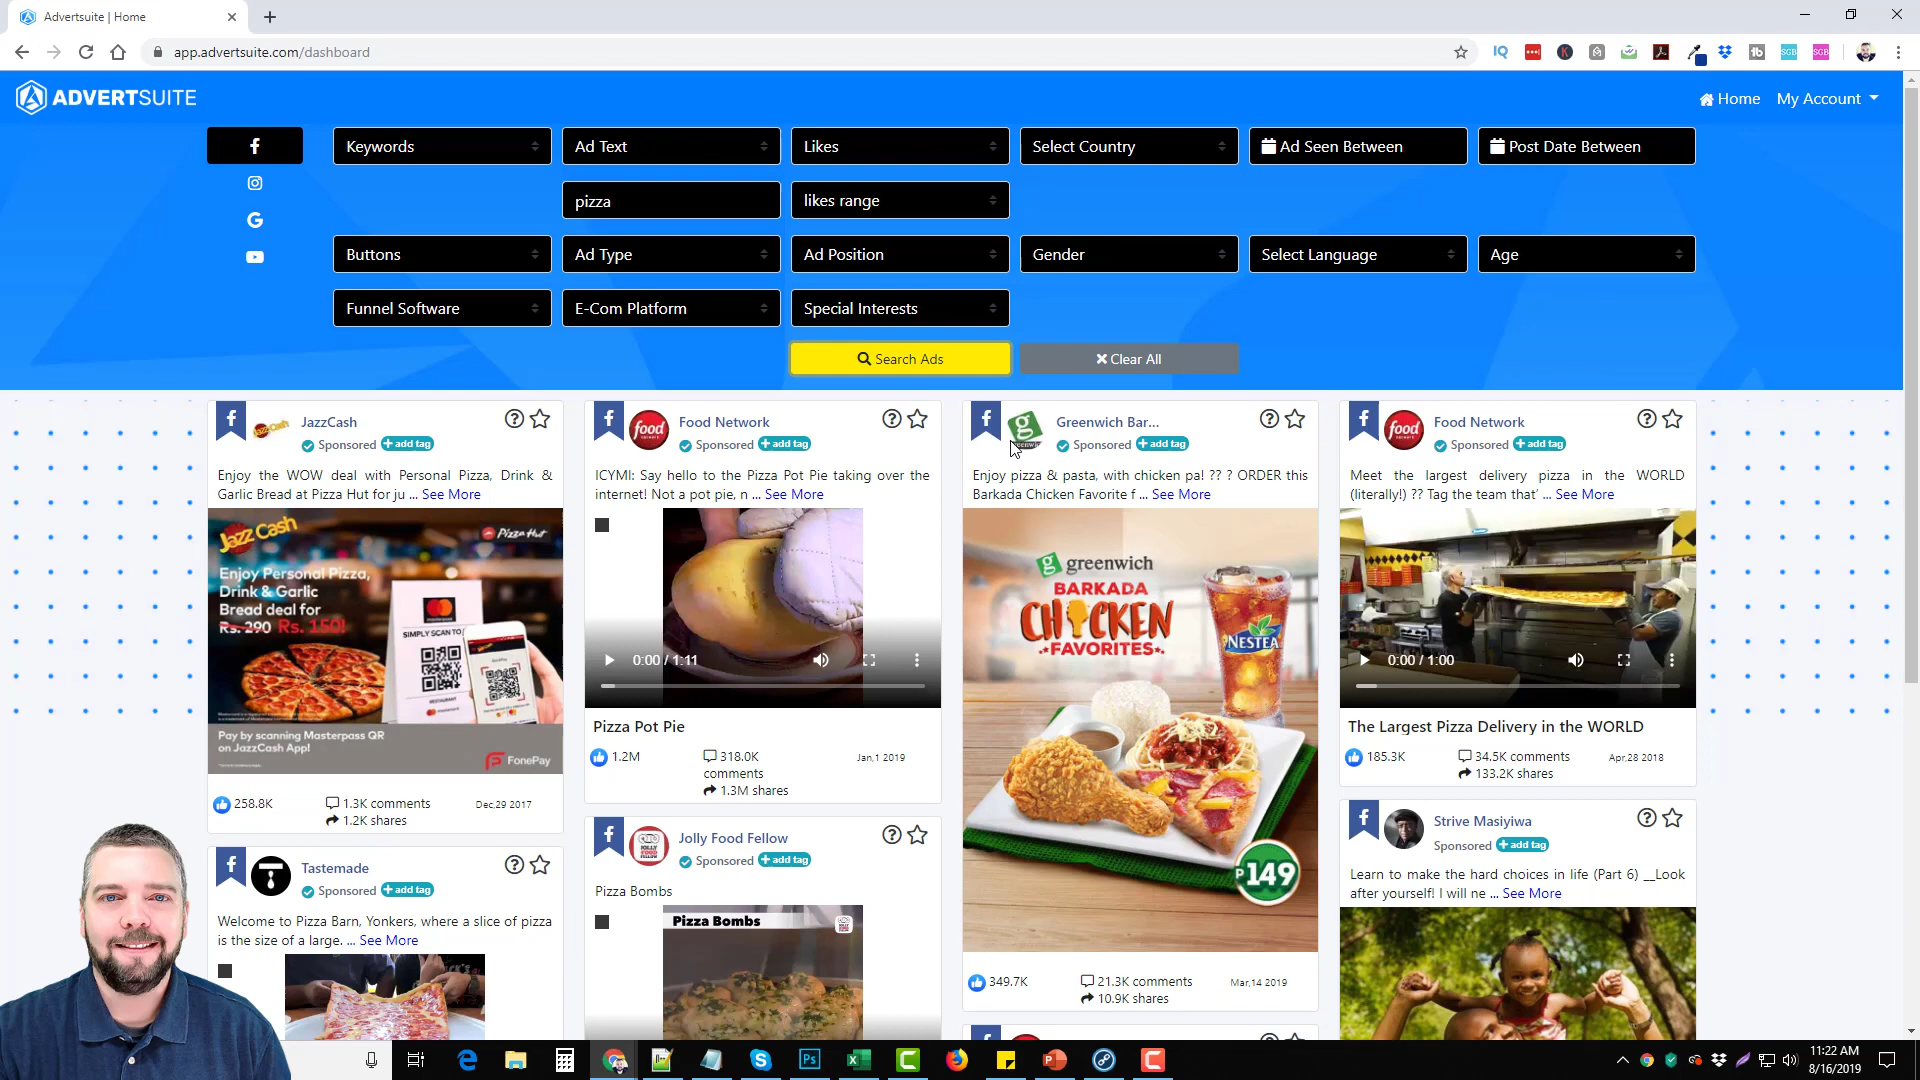 Advertsuite | Home
app.advertsuite.com/dashboard
ADVERTSUITE
Home
My Account
Keywords
Ad Text
Likes
Select Country
Ad Seen Between
Post Date Between
pizza
likes range
Buttons
Ad Type
Ad Position
Gender
Select Language
Age
Funnel Software
E-Com Platform
Special Interests
Search Ads
Clear All
JazzCash
Sponsored + add tag
Enjoy the WOW deal with Personal Pizza, Drink &
Garlic Bread at Pizza Hut for ju ... See More
Jazz Cash
Pizza Hut
Enjoy Personal Pizza,
Drink & Garlic
Bread deal for
Rs. 290 Rs. 150!
SIMPLY SCAN TO
Pay by scanning Masterpass QR
on JazzCash App!
FonePay
258.8K
1.3K comments
1.2K shares
Dec,29 2017
Tastemade
Sponsored + add tag
Welcome to Pizza Barn, Yonkers, where a slice of pizza
is the size of a large. ... See More
food
Food Network
Sponsored + add tag
ICYMI: Say hello to the Pizza Pot Pie taking over the
internet! Not a pot pie, n ... See More
0:00 / 1:11
Pizza Pot Pie
1.2M
318.0K
comments
1.3M shares
Jan,1 2019
Jolly Food Fellow
Sponsored + add tag
Pizza Bombs
Pizza Bombs
Greenwich Bar...
Sponsored + add tag
Enjoy pizza & pasta, with chicken pa! ?? ? ORDER this
Barkada Chicken Favorite f ... See More
g greenwich
BARKADA
CHICKEN
FAVORITES
NESTEA
P149
349.7K
21.3K comments
10.9K shares
Mar,14 2019
food
Food Network
Sponsored + add tag
Meet the largest delivery pizza in the WORLD
(literally!) ?? Tag the team that' ... See More
0:00 / 1:00
The Largest Pizza Delivery in the WORLD
185.3K
34.5K comments
133.2K shares
Apr,28 2018
Strive Masiyiwa
Sponsored + add tag
Learn to make the hard choices in life (Part 6) __Look
after yourself! I will ne ... See More
11:22 AM
8/16/2019